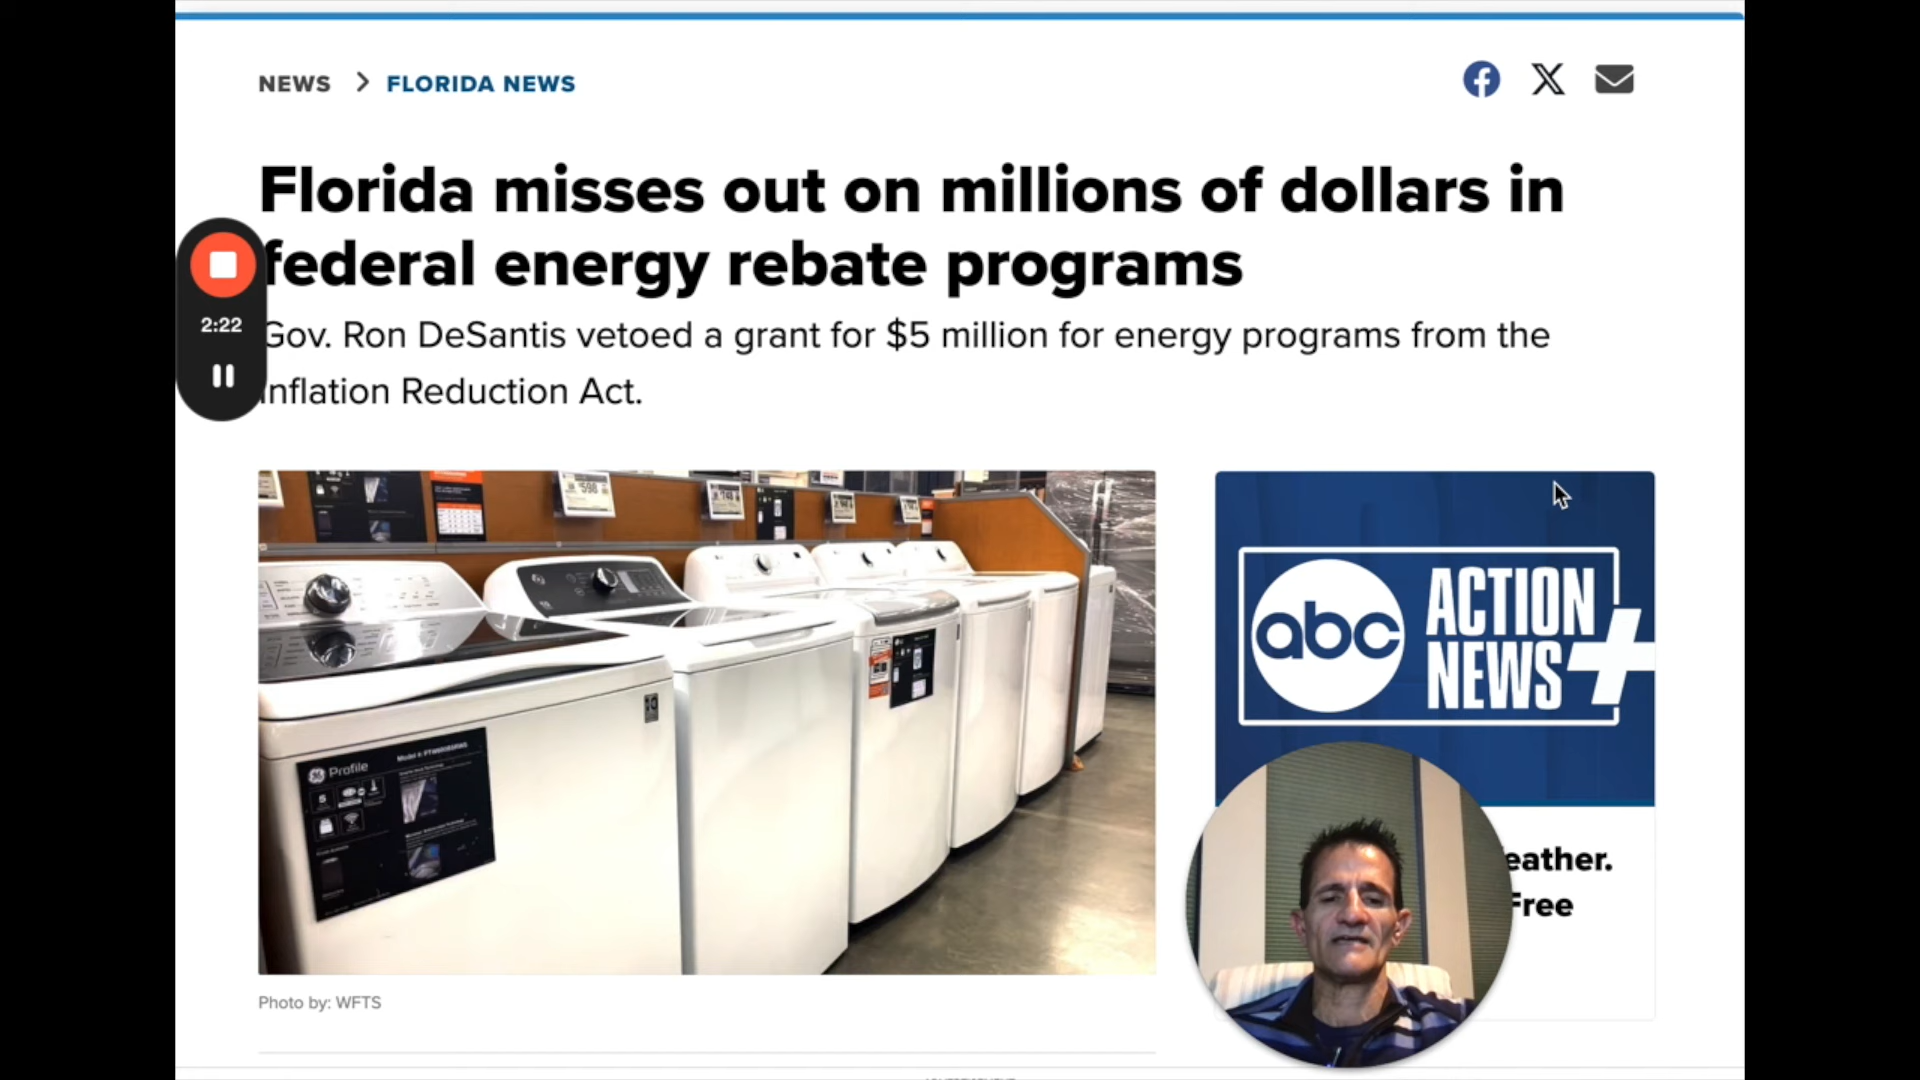 NEWS > FLORIDA NEWS
Florida misses out on millions of dollars in
federal energy rebate programs
2:22
Gov. Ron DeSantis vetoed a grant for $5 million for energy programs from the
Inflation Reduction Act.
abc ACTION
NEWS+
GE Profile
eather.
Free
Photo by: WFTS